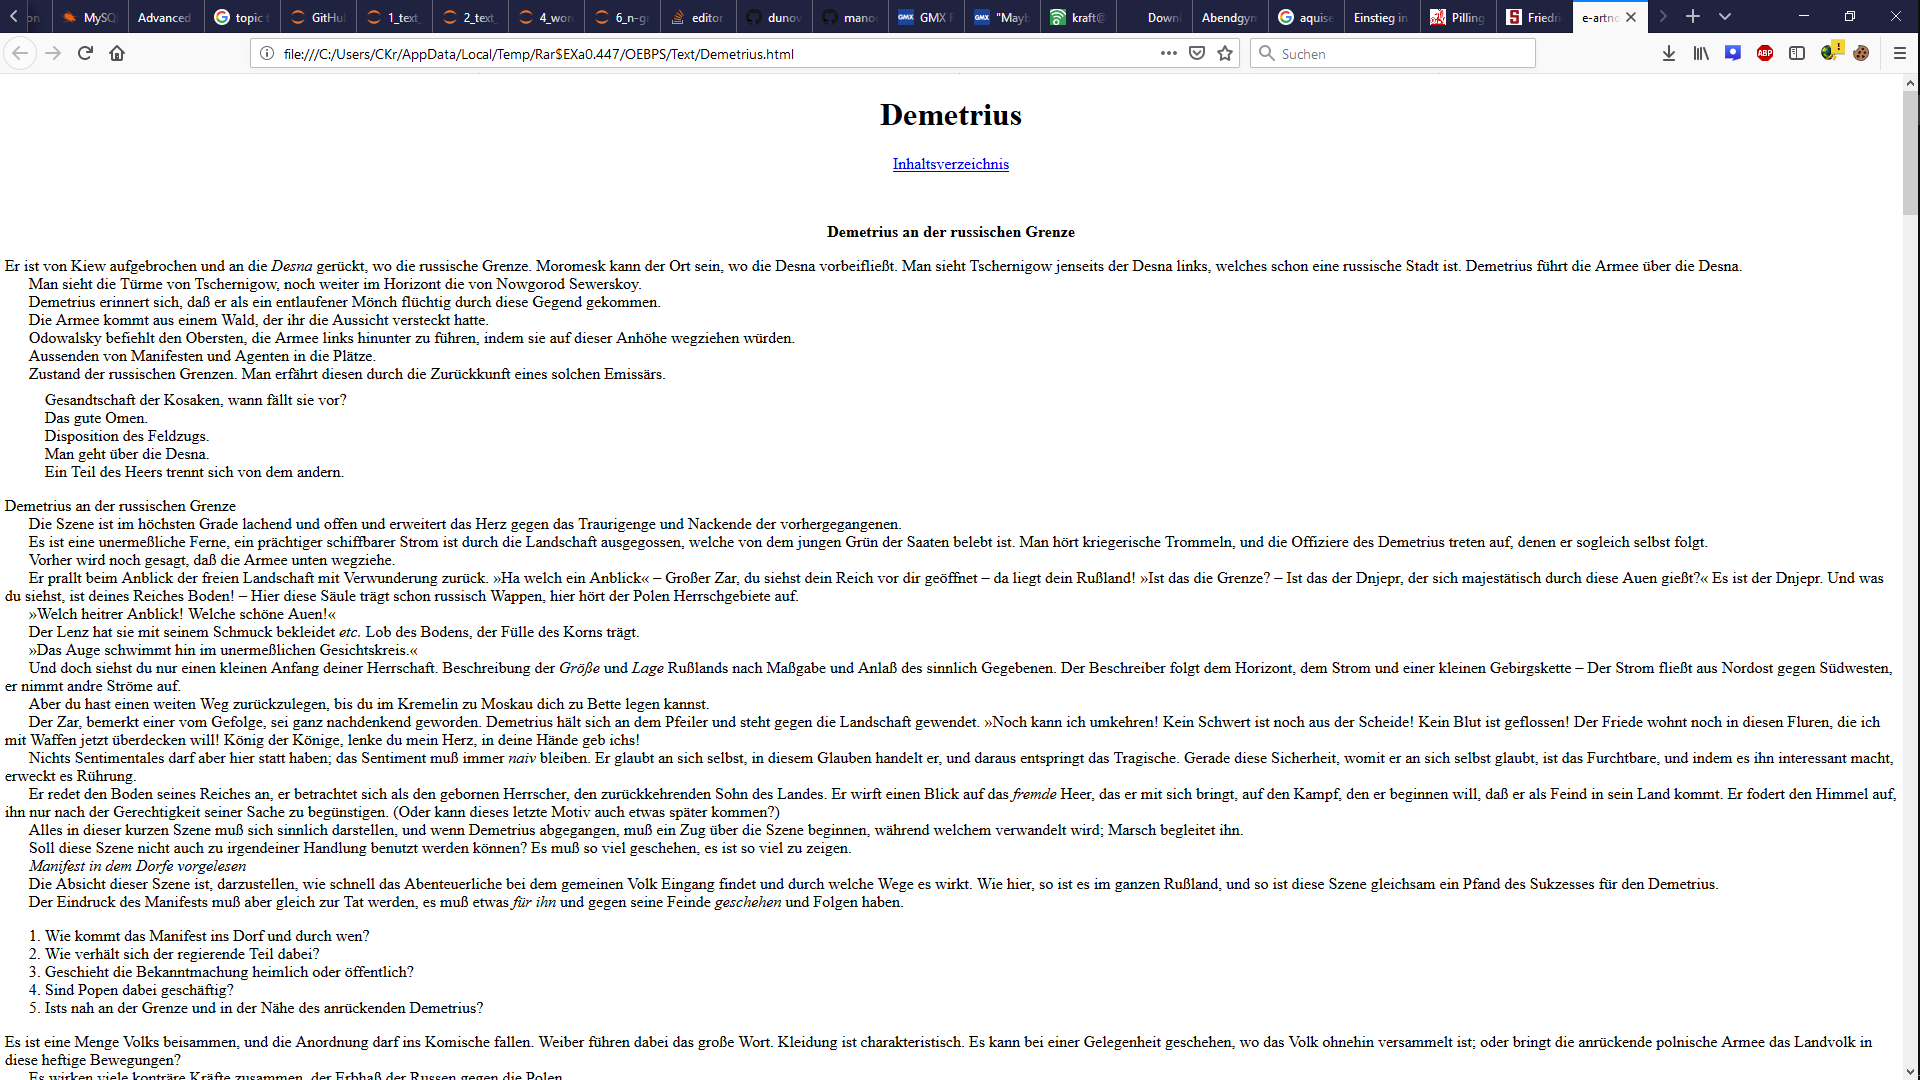 on
MySQ
Advanced
topic t
GitHu
1_text_
2_text_
4_wor
6_n-gr
editor
dunov
mano
GMX F
"Mayb
kraft@
Downl
Abendgym
aquise
Einstieg in
Pilling
Friedri
e-artno
file:///C:/Users/CKr/AppData/Local/Temp/Rar$EXa0.447/OEBPS/Text/Demetrius.html
Suchen
Demetrius
Inhaltsverzeichnis
Demetrius an der russischen Grenze
Er ist von Kiew aufgebrochen und an die Desna gerückt, wo die russische Grenze. Moromesk kann der Ort sein, wo die Desna vorbeifließt. Man sieht Tschernigow jenseits der Desna links, welches schon eine russische Stadt ist. Demetrius führt die Armee über die Desna.
Man sieht die Türme von Tschernigow, noch weiter im Horizont die von Nowgorod Sewerskoy.
Demetrius erinnert sich, daß er als ein entlaufener Mönch flüchtig durch diese Gegend gekommen.
Die Armee kommt aus einem Wald, der ihr die Aussicht versteckt hatte.
Odowalsky befiehlt den Obersten, die Armee links hinunter zu führen, indem sie auf dieser Anhöhe wegziehen würden.
Aussenden von Manifesten und Agenten in die Plätze.
Zustand der russischen Grenzen. Man erfährt diesen durch die Zurückkunft eines solchen Emissärs.
Gesandtschaft der Kosaken, wann fällt sie vor?
Das gute Omen.
Disposition des Feldzugs.
Man geht über die Desna.
Ein Teil des Heers trennt sich von dem andern.
Demetrius an der russischen Grenze
Die Szene ist im höchsten Grade lachend und offen und erweitert das Herz gegen das Traurigenge und Nackende der vorhergegangenen.
Es ist eine unermeßliche Ferne, ein prächtiger schiffbarer Strom ist durch die Landschaft ausgegossen, welche von dem jungen Grün der Saaten belebt ist. Man hört kriegerische Trommeln, und die Offiziere des Demetrius treten auf, denen er sogleich selbst folgt.
Vorher wird noch gesagt, daß die Armee unten wegziehe.
Er prallt beim Anblick der freien Landschaft mit Verwunderung zurück. »Ha welch ein Anblick« – Großer Zar, du siehst dein Reich vor dir geöffnet – da liegt dein Rußland! »Ist das die Grenze? – Ist das der Dnjepr, der sich majestätisch durch diese Auen gießt?« Es ist der Dnjepr. Und was
du siehst, ist deines Reiches Boden! – Hier diese Säule trägt schon russisch Wappen, hier hört der Polen Herrschgebiete auf.
»Welch heitrer Anblick! Welche schöne Auen!«
Der Lenz hat sie mit seinem Schmuck bekleidet etc. Lob des Bodens, der Fülle des Korns trägt.
»Das Auge schwimmt hin im unermeßlichen Gesichtskreis.«
Und doch siehst du nur einen kleinen Anfang deiner Herrschaft. Beschreibung der Größe und Lage Rußlands nach Maßgabe und Anlaß des sinnlich Gegebenen. Der Beschreiber folgt dem Horizont, dem Strom und einer kleinen Gebirgskette – Der Strom fließt aus Nordost gegen Südwesten,
er nimmt andre Ströme auf.
Aber du hast einen weiten Weg zurückzulegen, bis du im Kremelin zu Moskau dich zu Bette legen kannst.
Der Zar, bemerkt einer vom Gefolge, sei ganz nachdenkend geworden. Demetrius hält sich an dem Pfeiler und steht gegen die Landschaft gewendet. »Noch kann ich umkehren! Kein Schwert ist noch aus der Scheide! Kein Blut ist geflossen! Der Friede wohnt noch in diesen Fluren, die ich
mit Waffen jetzt überdecken will! König der Könige, lenke du mein Herz, in deine Hände geb ichs!
Nichts Sentimentales darf aber hier statt haben; das Sentiment muß immer naiv bleiben. Er glaubt an sich selbst, in diesem Glauben handelt er, und daraus entspringt das Tragische. Gerade diese Sicherheit, womit er an sich selbst glaubt, ist das Furchtbare, und indem es ihn interessant macht,
erweckt es Rührung.
Er redet den Boden seines Reiches an, er betrachtet sich als den gebornen Herrscher, den zurückkehrenden Sohn des Landes. Er wirft einen Blick auf das fremde Heer, das er mit sich bringt, auf den Kampf, den er beginnen will, daß er als Feind in sein Land kommt. Er fodert den Himmel auf,
ihn nur nach der Gerechtigkeit seiner Sache zu begünstigen. (Oder kann dieses letzte Motiv auch etwas später kommen?)
Alles in dieser kurzen Szene muß sich sinnlich darstellen, und wenn Demetrius abgegangen, muß ein Zug über die Szene beginnen, während welchem verwandelt wird; Marsch begleitet ihn.
Soll diese Szene nicht auch zu irgendeiner Handlung benutzt werden können? Es muß so viel geschehen, es ist so viel zu zeigen.
Manifest in dem Dorfe vorgelesen
Die Absicht dieser Szene ist, darzustellen, wie schnell das Abenteuerliche bei dem gemeinen Volk Eingang findet und durch welche Wege es wirkt. Wie hier, so ist es im ganzen Rußland, und so ist diese Szene gleichsam ein Pfand des Sukzesses für den Demetrius.
Der Eindruck des Manifests muß aber gleich zur Tat werden, es muß etwas für ihn und gegen seine Feinde geschehen und Folgen haben.
1. Wie kommt das Manifest ins Dorf und durch wen?
2. Wie verhält sich der regierende Teil dabei?
3. Geschieht die Bekanntmachung heimlich oder öffentlich?
4. Sind Popen dabei geschäftig?
5. Ists nah an der Grenze und in der Nähe des anrückenden Demetrius?
Es ist eine Menge Volks beisammen, und die Anordnung darf ins Komische fallen. Weiber führen dabei das große Wort. Kleidung ist charakteristisch. Es kann bei einer Gelegenheit geschehen, wo das Volk ohnehin versammelt ist; oder bringt die anrückende polnische Armee das Landvolk in
diese heftige Bewegungen?
Es wirken viele konträre Kräfte zusammen, der Erbhaß der Russen gegen die Polen